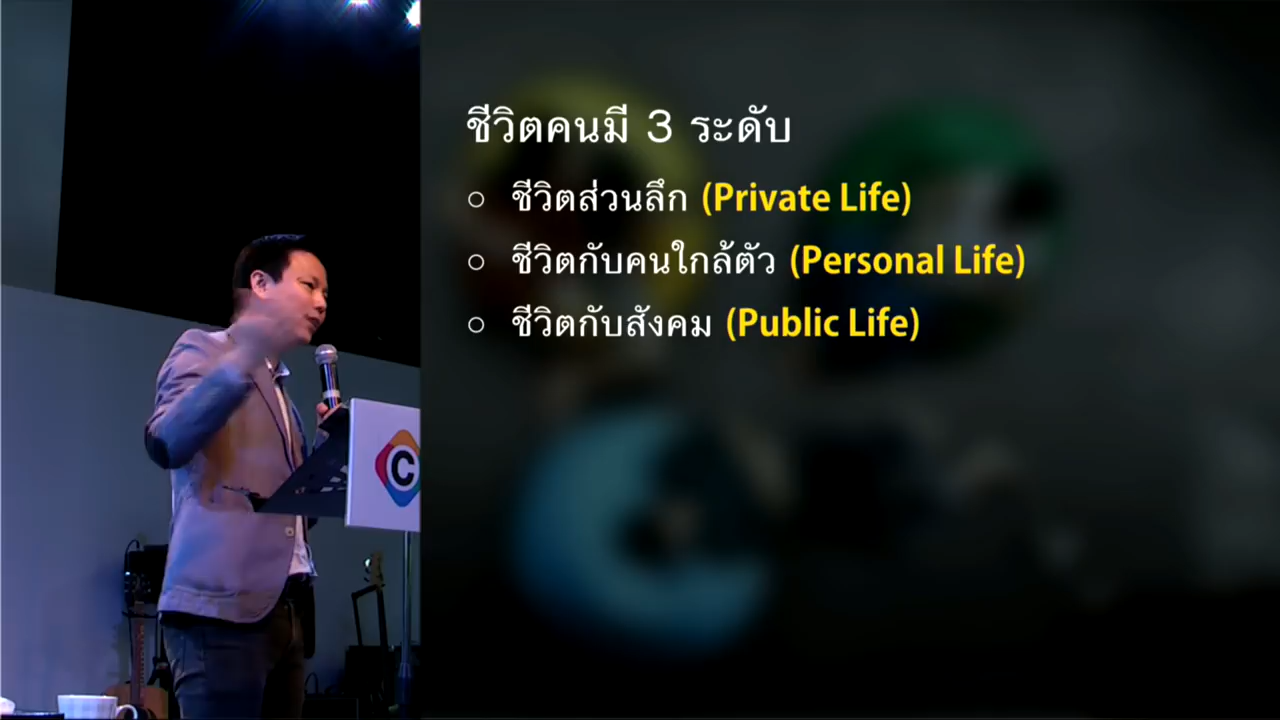 ชีวิตคนมี 3 ระดับ
○ ชีวิตส่วนลึก (Private Life)
○ ชีวิตกับคนใกล้ตัว (Personal Life)
○ ชีวิตกับสังคม (Public Life)
C